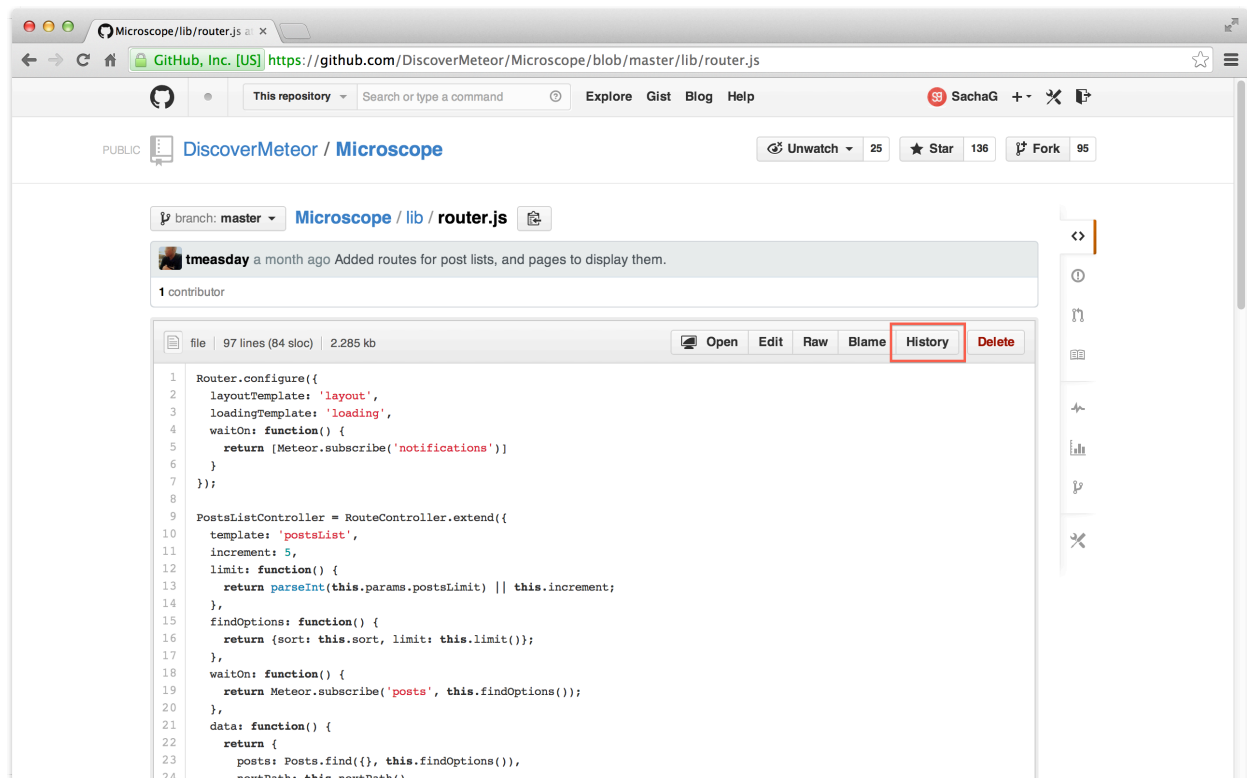 Microscope/lib/router.js a
GitHub, Inc. [US] https://github.com/DiscoverMeteor/Microscope/blob/master/lib/router.js
This repository Search or type a command Explore Gist Blog Help SachaG
PUBLIC DiscoverMeteor / Microscope Unwatch 25 Star 136 Fork 95
branch: master Microscope / lib / router.js
tmeasday a month ago Added routes for post lists, and pages to display them.
1 contributor
file 97 lines (84 sloc) 2.285 kb Open Edit Raw Blame History Delete
1 Router.configure({
2 layoutTemplate: 'layout',
3 loadingTemplate: 'loading',
4 waitOn: function() {
5 return [Meteor.subscribe('notifications')]
6 }
7 });
8
9 PostsListController = RouteController.extend({
10 template: 'postsList',
11 increment: 5,
12 limit: function() {
13 return parseInt(this.params.postsLimit) || this.increment;
14 },
15 findOptions: function() {
16 return {sort: this.sort, limit: this.limit()};
17 },
18 waitOn: function() {
19 return Meteor.subscribe('posts', this.findOptions());
20 },
21 data: function() {
22 return {
23 posts: Posts.find({}, this.findOptions()),
24 nextPath: this.nextPath()